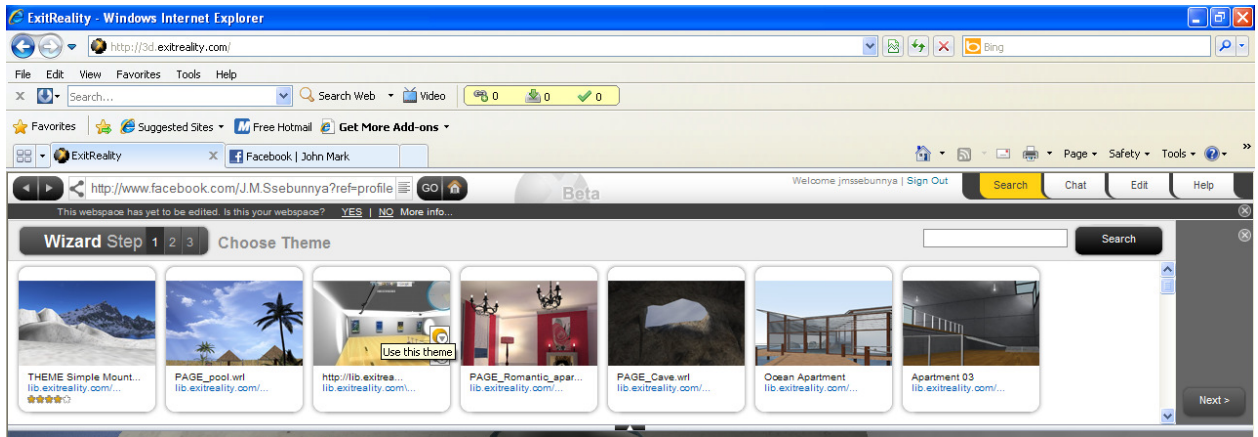 ExitReality - Windows Internet Explorer
http://3d.exitreality.com/
Bing
File Edit View Favorites Tools Help
x Search... Search Web Video 0 0 0
Favorites Suggested Sites Free Hotmail Get More Add-ons
ExitReality x Facebook | John Mark Page Safety Tools »
http://www.facebook.com/J.M.Ssebunnya?ref=profile GO Beta Welcome jmssebunnya | Sign Out Search Chat Edit Help
This webspace has yet to be edited. Is this your webspace? YES | NO More info...
Wizard Step 1 2 3 Choose Theme Search
Use this theme
THEME Simple Mount... PAGE_pool.wrl http://lib.exitrea... PAGE_Romantic_apar... PAGE_Cave.wrl Ocean Apartment Apartment 03
lib.exitreality.com/... lib.exitreality.com/... lib.exitreality.com\... lib.exitreality.com/... lib.exitreality.com/... lib.exitreality.com/... lib.exitreality.com/...
Next >